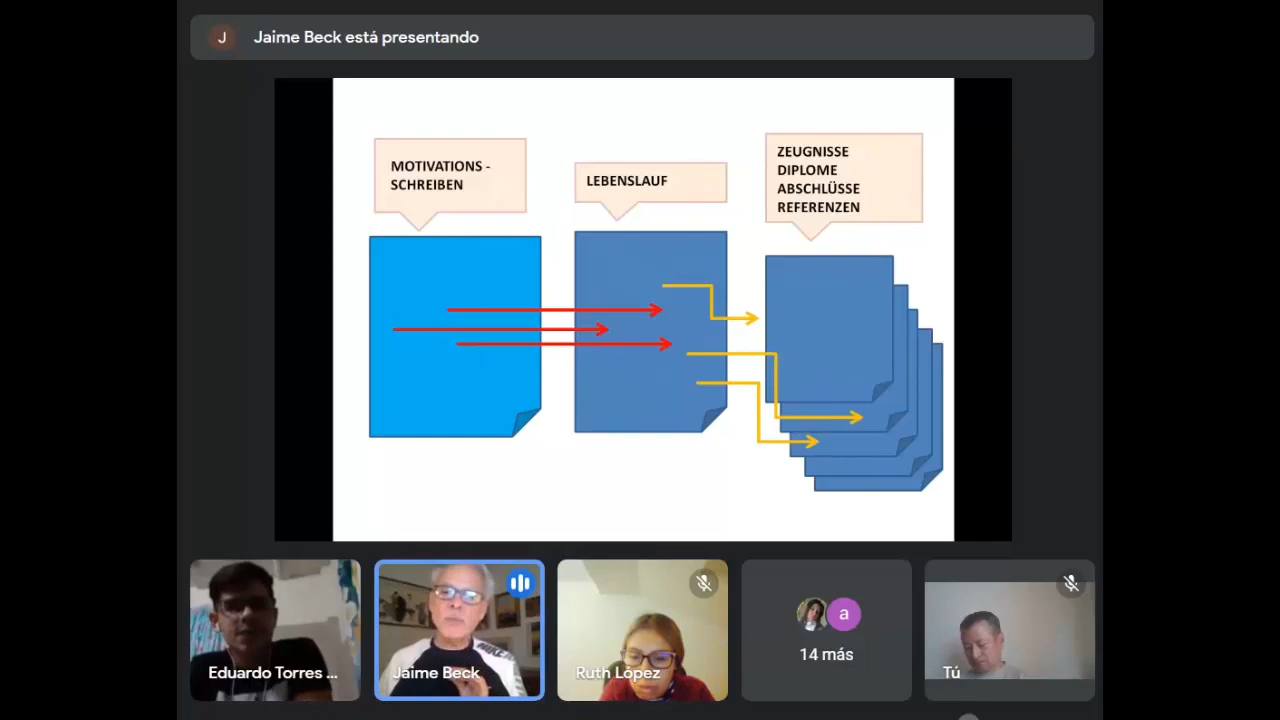 J
Jaime Beck está presentando
MOTIVATIONS -
SCHREIBEN
LEBENSLAUF
ZEUGNISSE
DIPLOME
ABSCHLÜSSE
REFERENZEN
Eduardo Torres ...
Jaime Beck
Ruth López
a
14 más
Tú